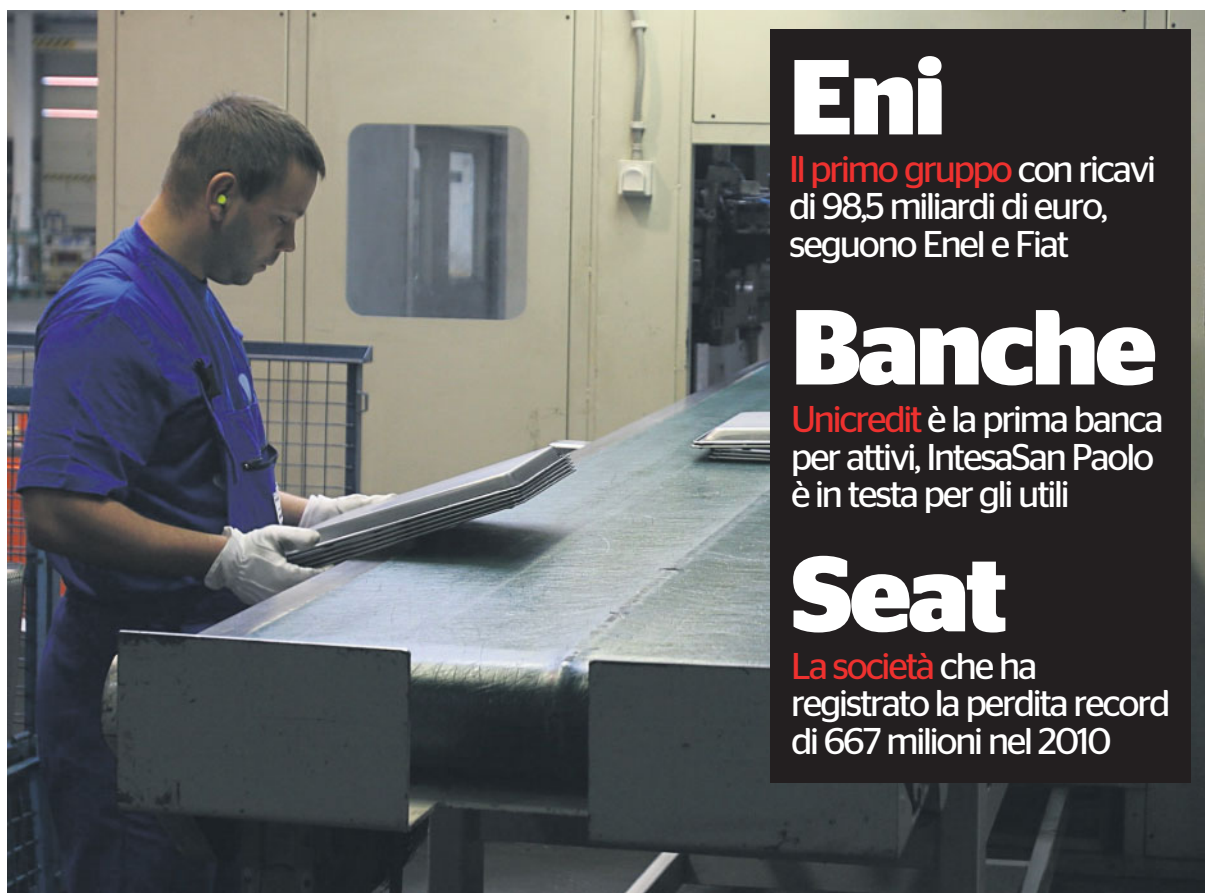 Eni
Il primo gruppo con ricavi
di 98,5 miliardi di euro,
seguono Enel e Fiat
Banche
Unicredit è la prima banca
per attivi, IntesaSan Paolo
è in testa per gli utili
Seat
La società che ha
registrato la perdita record
di 667 milioni nel 2010